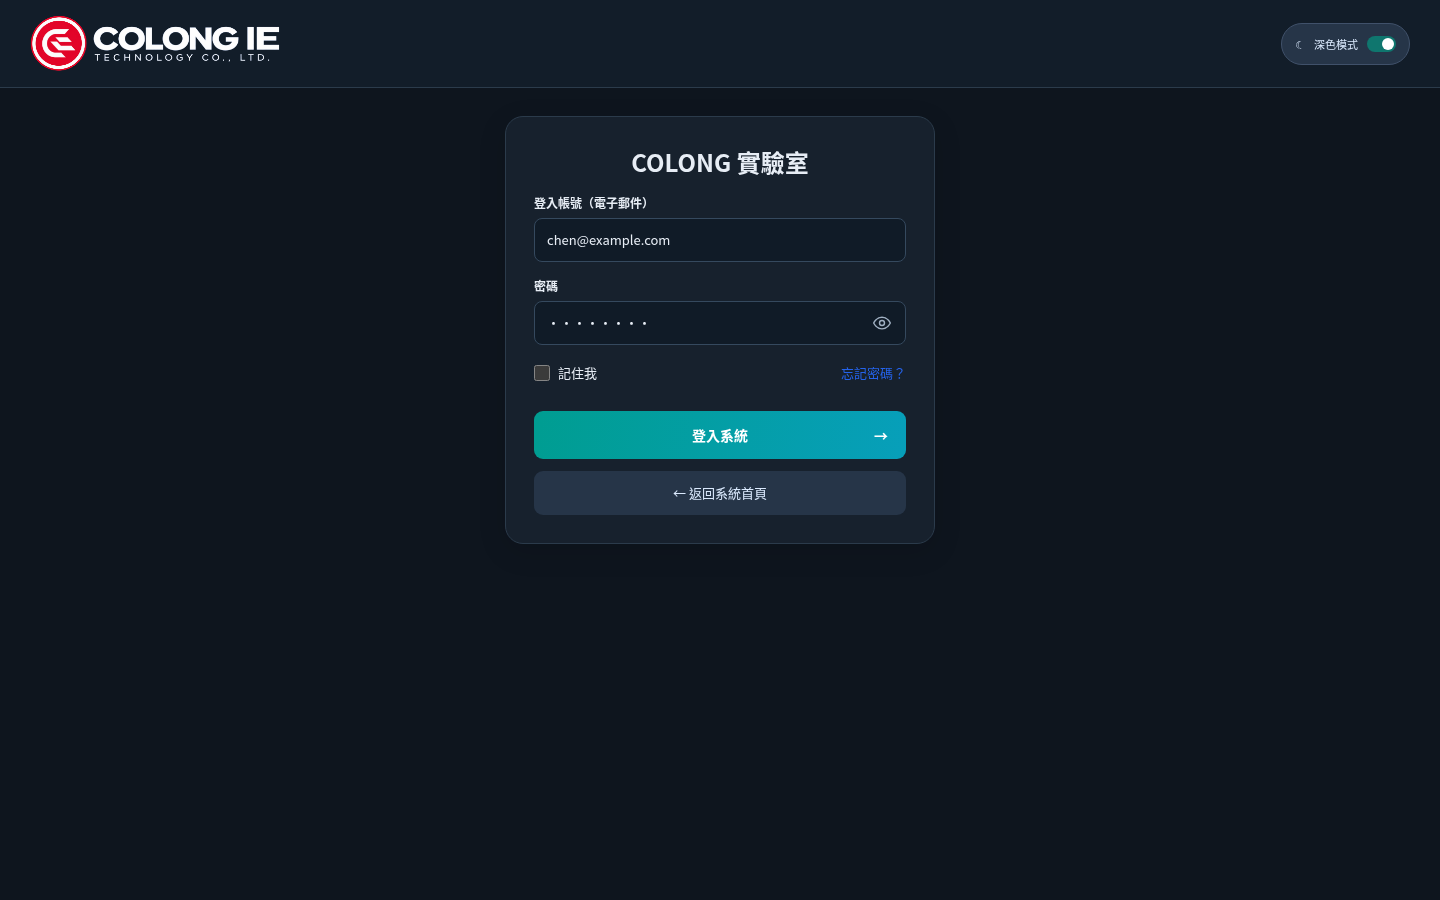 COLONG IE
TECHNOLOGY CO., LTD.
深色模式
COLONG 實驗室
登入帳號（電子郵件）
chen@example.com
密碼
••••••••
記住我
忘記密碼？
登入系統 →
← 返回系統首頁